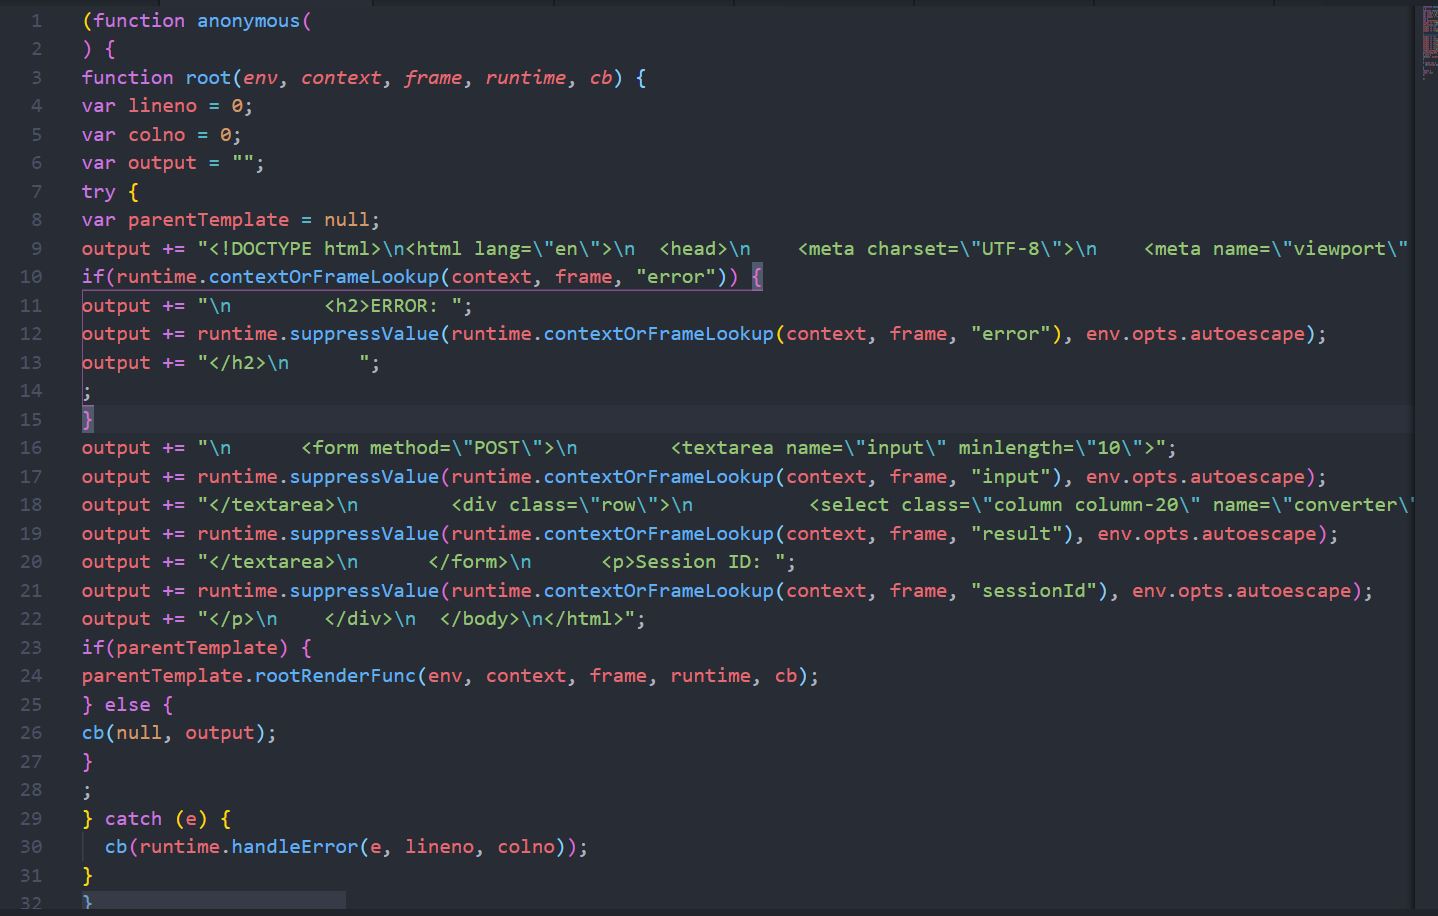 1 (function anonymous(
2 ) {
3 function root(env, context, frame, runtime, cb) {
4 var lineno = 0;
5 var colno = 0;
6 var output = "";
7 try {
8 var parentTemplate = null;
9 output += "<!DOCTYPE html>\n<html lang=\"en\">\n  <head>\n    <meta charset=\"UTF-8\">\n    <meta name=\"viewport\"
10 if(runtime.contextOrFrameLookup(context, frame, "error")) {
11 output += "\n        <h2>ERROR: ";
12 output += runtime.suppressValue(runtime.contextOrFrameLookup(context, frame, "error"), env.opts.autoescape);
13 output += "</h2>\n      ";
14 ;
15 }
16 output += "\n      <form method=\"POST\">\n        <textarea name=\"input\" minlength=\"10\">";
17 output += runtime.suppressValue(runtime.contextOrFrameLookup(context, frame, "input"), env.opts.autoescape);
18 output += "</textarea>\n        <div class=\"row\">\n          <select class=\"column column-20\" name=\"converter\
19 output += runtime.suppressValue(runtime.contextOrFrameLookup(context, frame, "result"), env.opts.autoescape);
20 output += "</textarea>\n      </form>\n      <p>Session ID: ";
21 output += runtime.suppressValue(runtime.contextOrFrameLookup(context, frame, "sessionId"), env.opts.autoescape);
22 output += "</p>\n    </div>\n  </body>\n</html>";
23 if(parentTemplate) {
24 parentTemplate.rootRenderFunc(env, context, frame, runtime, cb);
25 } else {
26 cb(null, output);
27 }
28 ;
29 } catch (e) {
30   cb(runtime.handleError(e, lineno, colno));
31 }
32 }